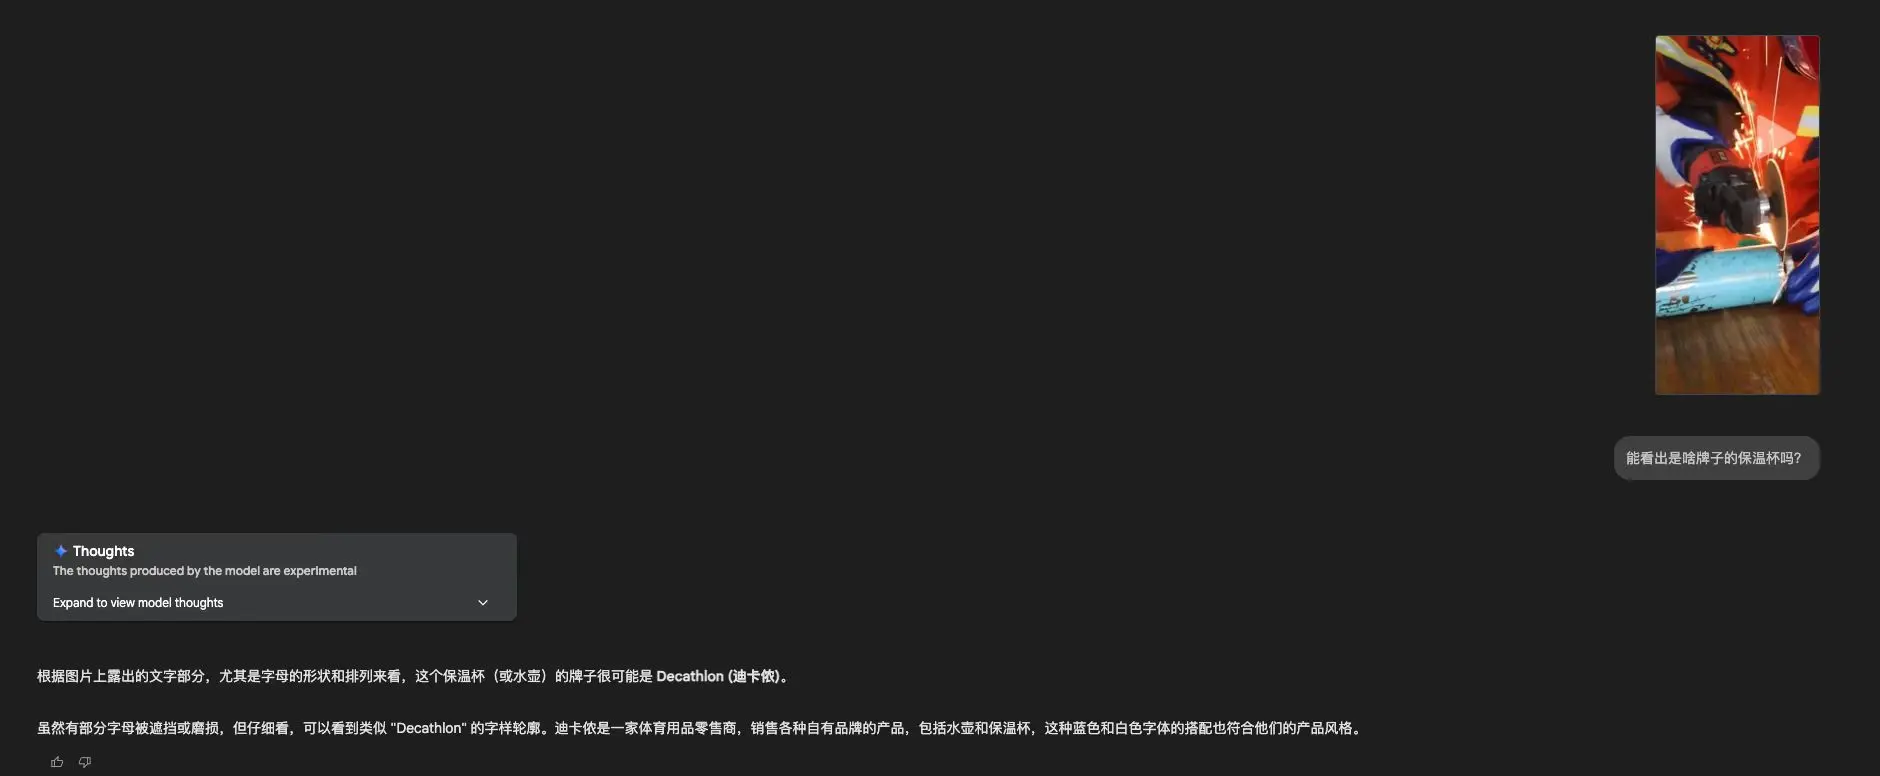 能看出是啥牌子的保温杯吗？
Thoughts
The thoughts produced by the model are experimental
Expand to view model thoughts
根据图片上露出的文字部分，尤其是字母的形状和排列来看，这个保温杯（或水壶）的牌子很可能是 Decathlon (迪卡侬)。
虽然有部分字母被遮挡或磨损，但仔细看，可以看到类似 "Decathlon" 的字样轮廓。迪卡侬是一家体育用品零售商，销售各种自有品牌的产品，包括水壶和保温杯，这种蓝色和白色字体的搭配也符合他们的产品风格。